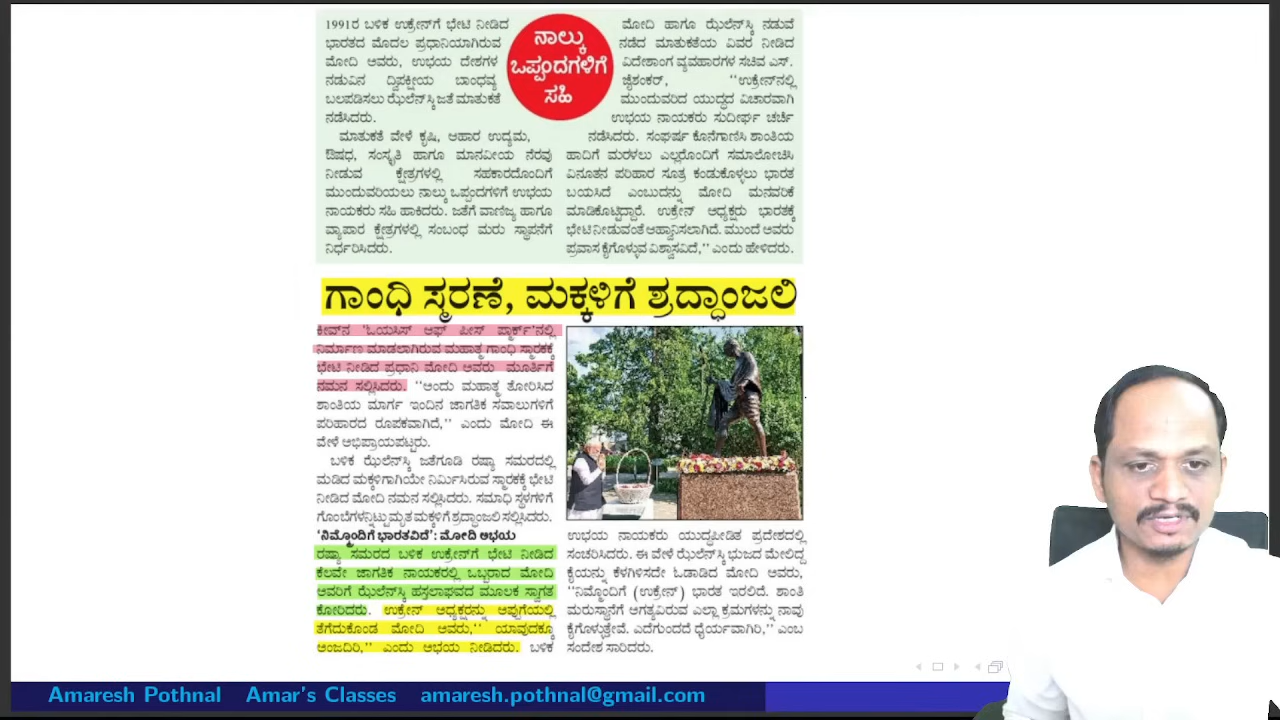 1991ರ ಬಳಿಕ ಉಕ್ರೇನ್‌ಗೆ ಭೇಟಿ ನೀಡಿದ
ಭಾರತದ ಮೊದಲ ಪ್ರಧಾನಿಯಾಗಿರುವ
ಮೋದಿ ಅವರು, ಉಭಯ ದೇಶಗಳ
ನಡುವಿನ ದ್ವಿಪಕ್ಷೀಯ ಬಾಂಧವ್ಯ
ಬಲಪಡಿಸಲು ಝೆಲೆನ್‌ಸ್ಕಿ ಜತೆ ಮಾತುಕತೆ
ನಡೆಸಿದರು.
ಮಾತುಕತೆ ವೇಳೆ ಕೃಷಿ, ಆಹಾರ ಉದ್ಯಮ,
ಔಷಧ, ಸಂಸ್ಕೃತಿ ಹಾಗೂ ಮಾನವೀಯ ನೆರವು
ನೀಡುವ ಕ್ಷೇತ್ರಗಳಲ್ಲಿ ಸಹಕಾರದೊಂದಿಗೆ
ಮುಂದುವರಿಯಲು ನಾಲ್ಕು ಒಪ್ಪಂದಗಳಿಗೆ ಉಭಯ
ನಾಯಕರು ಸಹಿ ಹಾಕಿದರು. ಜತೆಗೆ ವಾಣಿಜ್ಯ ಹಾಗೂ
ವ್ಯಾಪಾರ ಕ್ಷೇತ್ರಗಳಲ್ಲಿ ಸಂಬಂಧ ಮರು ಸ್ಥಾಪನೆಗೆ
ನಿರ್ಧರಿಸಿದರು.
ನಾಲ್ಕು
ಒಪ್ಪಂದಗಳಿಗೆ
ಸಹಿ
ಮೋದಿ ಹಾಗೂ ಝೆಲೆನ್‌ಸ್ಕಿ ನಡುವೆ
ನಡೆದ ಮಾತುಕತೆಯ ವಿವರ ನೀಡಿದ
ವಿದೇಶಾಂಗ ವ್ಯವಹಾರಗಳ ಸಚಿವ ಎಸ್.
ಜೈಶಂಕರ್, ‘‘ಉಕ್ರೇನ್‌ನಲ್ಲಿ
ಮುಂದುವರಿದ ಯುದ್ಧದ ವಿಚಾರವಾಗಿ
ಉಭಯ ನಾಯಕರು ಸುದೀರ್ಘ ಚರ್ಚೆ
ನಡೆಸಿದರು. ಸಂಘರ್ಷ ಕೊನೆಗಾಣಿಸಿ ಶಾಂತಿಯ
ಹಾದಿಗೆ ಮರಳಲು ಎಲ್ಲರೊಂದಿಗೆ ಸಮಾಲೋಚಿಸಿ
ವಿನೂತನ ಪರಿಹಾರ ಸೂತ್ರ ಕಂಡುಕೊಳ್ಳಲು ಭಾರತ
ಬಯಸಿದೆ ಎಂಬುದನ್ನು ಮೋದಿ ಮನವರಿಕೆ
ಮಾಡಿಕೊಟ್ಟಿದ್ದಾರೆ. ಉಕ್ರೇನ್ ಅಧ್ಯಕ್ಷರು ಭಾರತಕ್ಕೆ
ಭೇಟಿ ನೀಡುವಂತೆ ಆಹ್ವಾನಿಸಲಾಗಿದೆ. ಮುಂದೆ ಅವರು
ಪ್ರವಾಸ ಕೈಗೊಳ್ಳುವ ವಿಶ್ವಾಸವಿದೆ,’’ ಎಂದು ಹೇಳಿದರು.
ಗಾಂಧಿ ಸ್ಮರಣೆ, ಮಕ್ಕಳಿಗೆ ಶ್ರದ್ಧಾಂಜಲಿ
ಕೀವ್‌ನ ‘ಓಯಸಿಸ್ ಆಫ್ ಪೀಸ್ ಪಾರ್ಕ್’ನಲ್ಲಿ
ನಿರ್ಮಾಣ ಮಾಡಲಾಗಿರುವ ಮಹಾತ್ಮ ಗಾಂಧಿ ಸ್ಮಾರಕಕ್ಕೆ
ಭೇಟಿ ನೀಡಿದ ಪ್ರಧಾನಿ ಮೋದಿ ಅವರು ಮೂರ್ತಿಗೆ
ನಮನ ಸಲ್ಲಿಸಿದರು. ‘‘ಅಂದು ಮಹಾತ್ಮ ತೋರಿಸಿದ
ಶಾಂತಿಯ ಮಾರ್ಗ ಇಂದಿನ ಜಾಗತಿಕ ಸವಾಲುಗಳಿಗೆ
ಪರಿಹಾರದ ರೂಪಕವಾಗಿದೆ,’’ ಎಂದು ಮೋದಿ ಈ
ವೇಳೆ ಅಭಿಪ್ರಾಯಪಟ್ಟರು.
ಬಳಿಕ ಝೆಲೆನ್‌ಸ್ಕಿ ಜತೆಗೂಡಿ ರಷ್ಯಾ ಸಮರದಲ್ಲಿ
ಮಡಿದ ಮಕ್ಕಳಿಗಾಗಿಯೇ ನಿರ್ಮಿಸಿರುವ ಸ್ಮಾರಕಕ್ಕೆ ಭೇಟಿ
ನೀಡಿದ ಮೋದಿ ನಮನ ಸಲ್ಲಿಸಿದರು. ಸಮಾಧಿ ಸ್ಥಳಗಳಿಗೆ
ಗೊಂಬೆಗಳನ್ನಿಟ್ಟು ಮೃತ ಮಕ್ಕಳಿಗೆ ಶ್ರದ್ಧಾಂಜಲಿ ಸಲ್ಲಿಸಿದರು.
‘ನಿಮ್ಮೊಂದಿಗೆ ಭಾರತವಿದೆ’: ಮೋದಿ ಅಭಯ
ರಷ್ಯಾ ಸಮರದ ಬಳಿಕ ಉಕ್ರೇನ್‌ಗೆ ಭೇಟಿ ನೀಡಿದ
ಕೆಲವೇ ಜಾಗತಿಕ ನಾಯಕರಲ್ಲಿ ಒಬ್ಬರಾದ ಮೋದಿ
ಅವರಿಗೆ ಝೆಲೆನ್‌ಸ್ಕಿ ಹಸ್ತಲಾಘವದ ಮೂಲಕ ಸ್ವಾಗತ
ಕೋರಿದರು. ಉಕ್ರೇನ್ ಅಧ್ಯಕ್ಷರನ್ನು ಅಪ್ಪುಗೆಯಲ್ಲಿ
ತೆಗೆದುಕೊಂಡ ಮೋದಿ ಅವರು,‘‘ ಯಾವುದಕ್ಕೂ
ಅಂಜದಿರಿ,’’ ಎಂದು ಅಭಯ ನೀಡಿದರು. ಬಳಿಕ
ಉಭಯ ನಾಯಕರು ಯುದ್ಧಪೀಡಿತ ಪ್ರದೇಶದಲ್ಲಿ
ಸಂಚರಿಸಿದರು. ಈ ವೇಳೆ ಝೆಲೆನ್‌ಸ್ಕಿ ಭುಜದ ಮೇಲಿದ್ದ
ಕೈಯನ್ನು ಕೆಳಗಿಳಿಸದೇ ಓಡಾಡಿದ ಮೋದಿ ಅವರು,
‘‘ನಿಮ್ಮೊಂದಿಗೆ (ಉಕ್ರೇನ್) ಭಾರತ ಇರಲಿದೆ. ಶಾಂತಿ
ಮರುಸ್ಥಾಪನೆಗೆ ಅಗತ್ಯವಿರುವ ಎಲ್ಲಾ ಕ್ರಮಗಳನ್ನು ನಾವು
ಕೈಗೊಳ್ಳುತ್ತೇವೆ. ಎದೆಗುಂದದೆ ಧೈರ್ಯವಾಗಿರಿ,’’ ಎಂಬ
ಸಂದೇಶ ಸಾರಿದರು.
Amaresh Pothnal Amar's Classes amaresh.pothnal@gmail.com